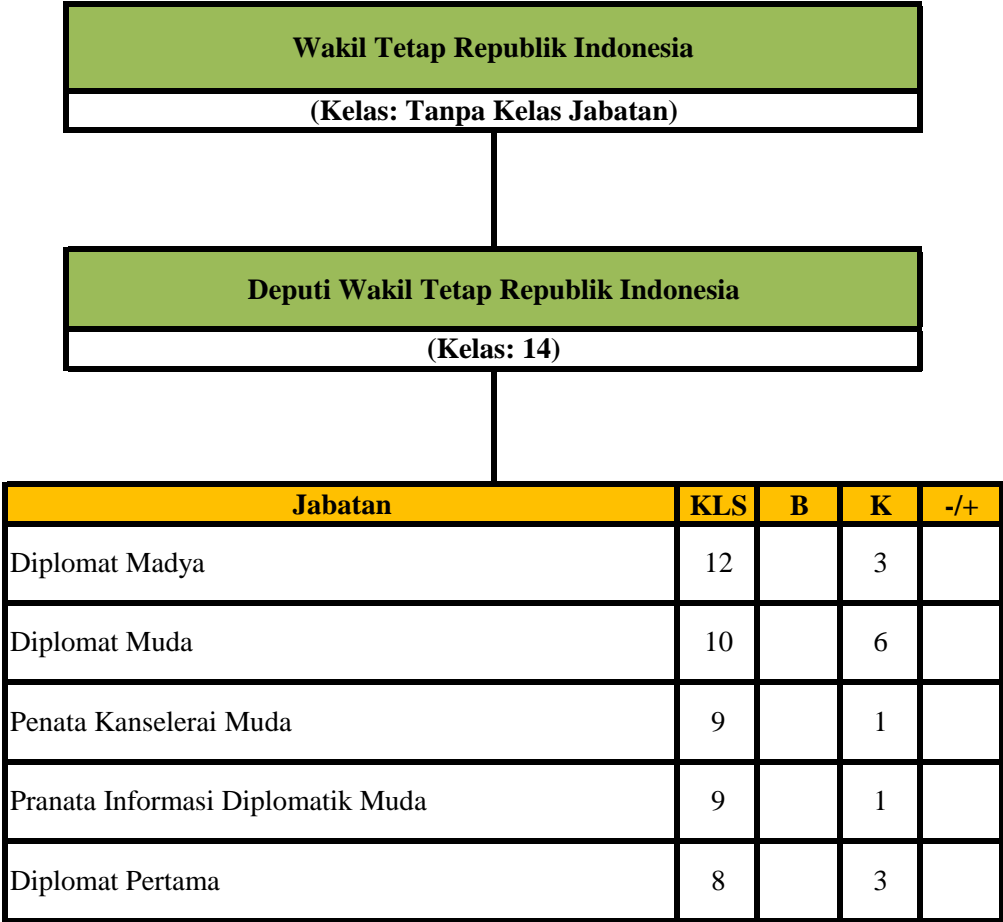 Wakil Tetap Republik Indonesia
(Kelas: Tanpa Kelas Jabatan)
Deputi Wakil Tetap Republik Indonesia
(Kelas: 14)
Jabatan KLS B K -/+
Diplomat Madya 12 3
Diplomat Muda 10 6
Penata Kanselerai Muda 9 1
Pranata Informasi Diplomatik Muda 9 1
Diplomat Pertama 8 3